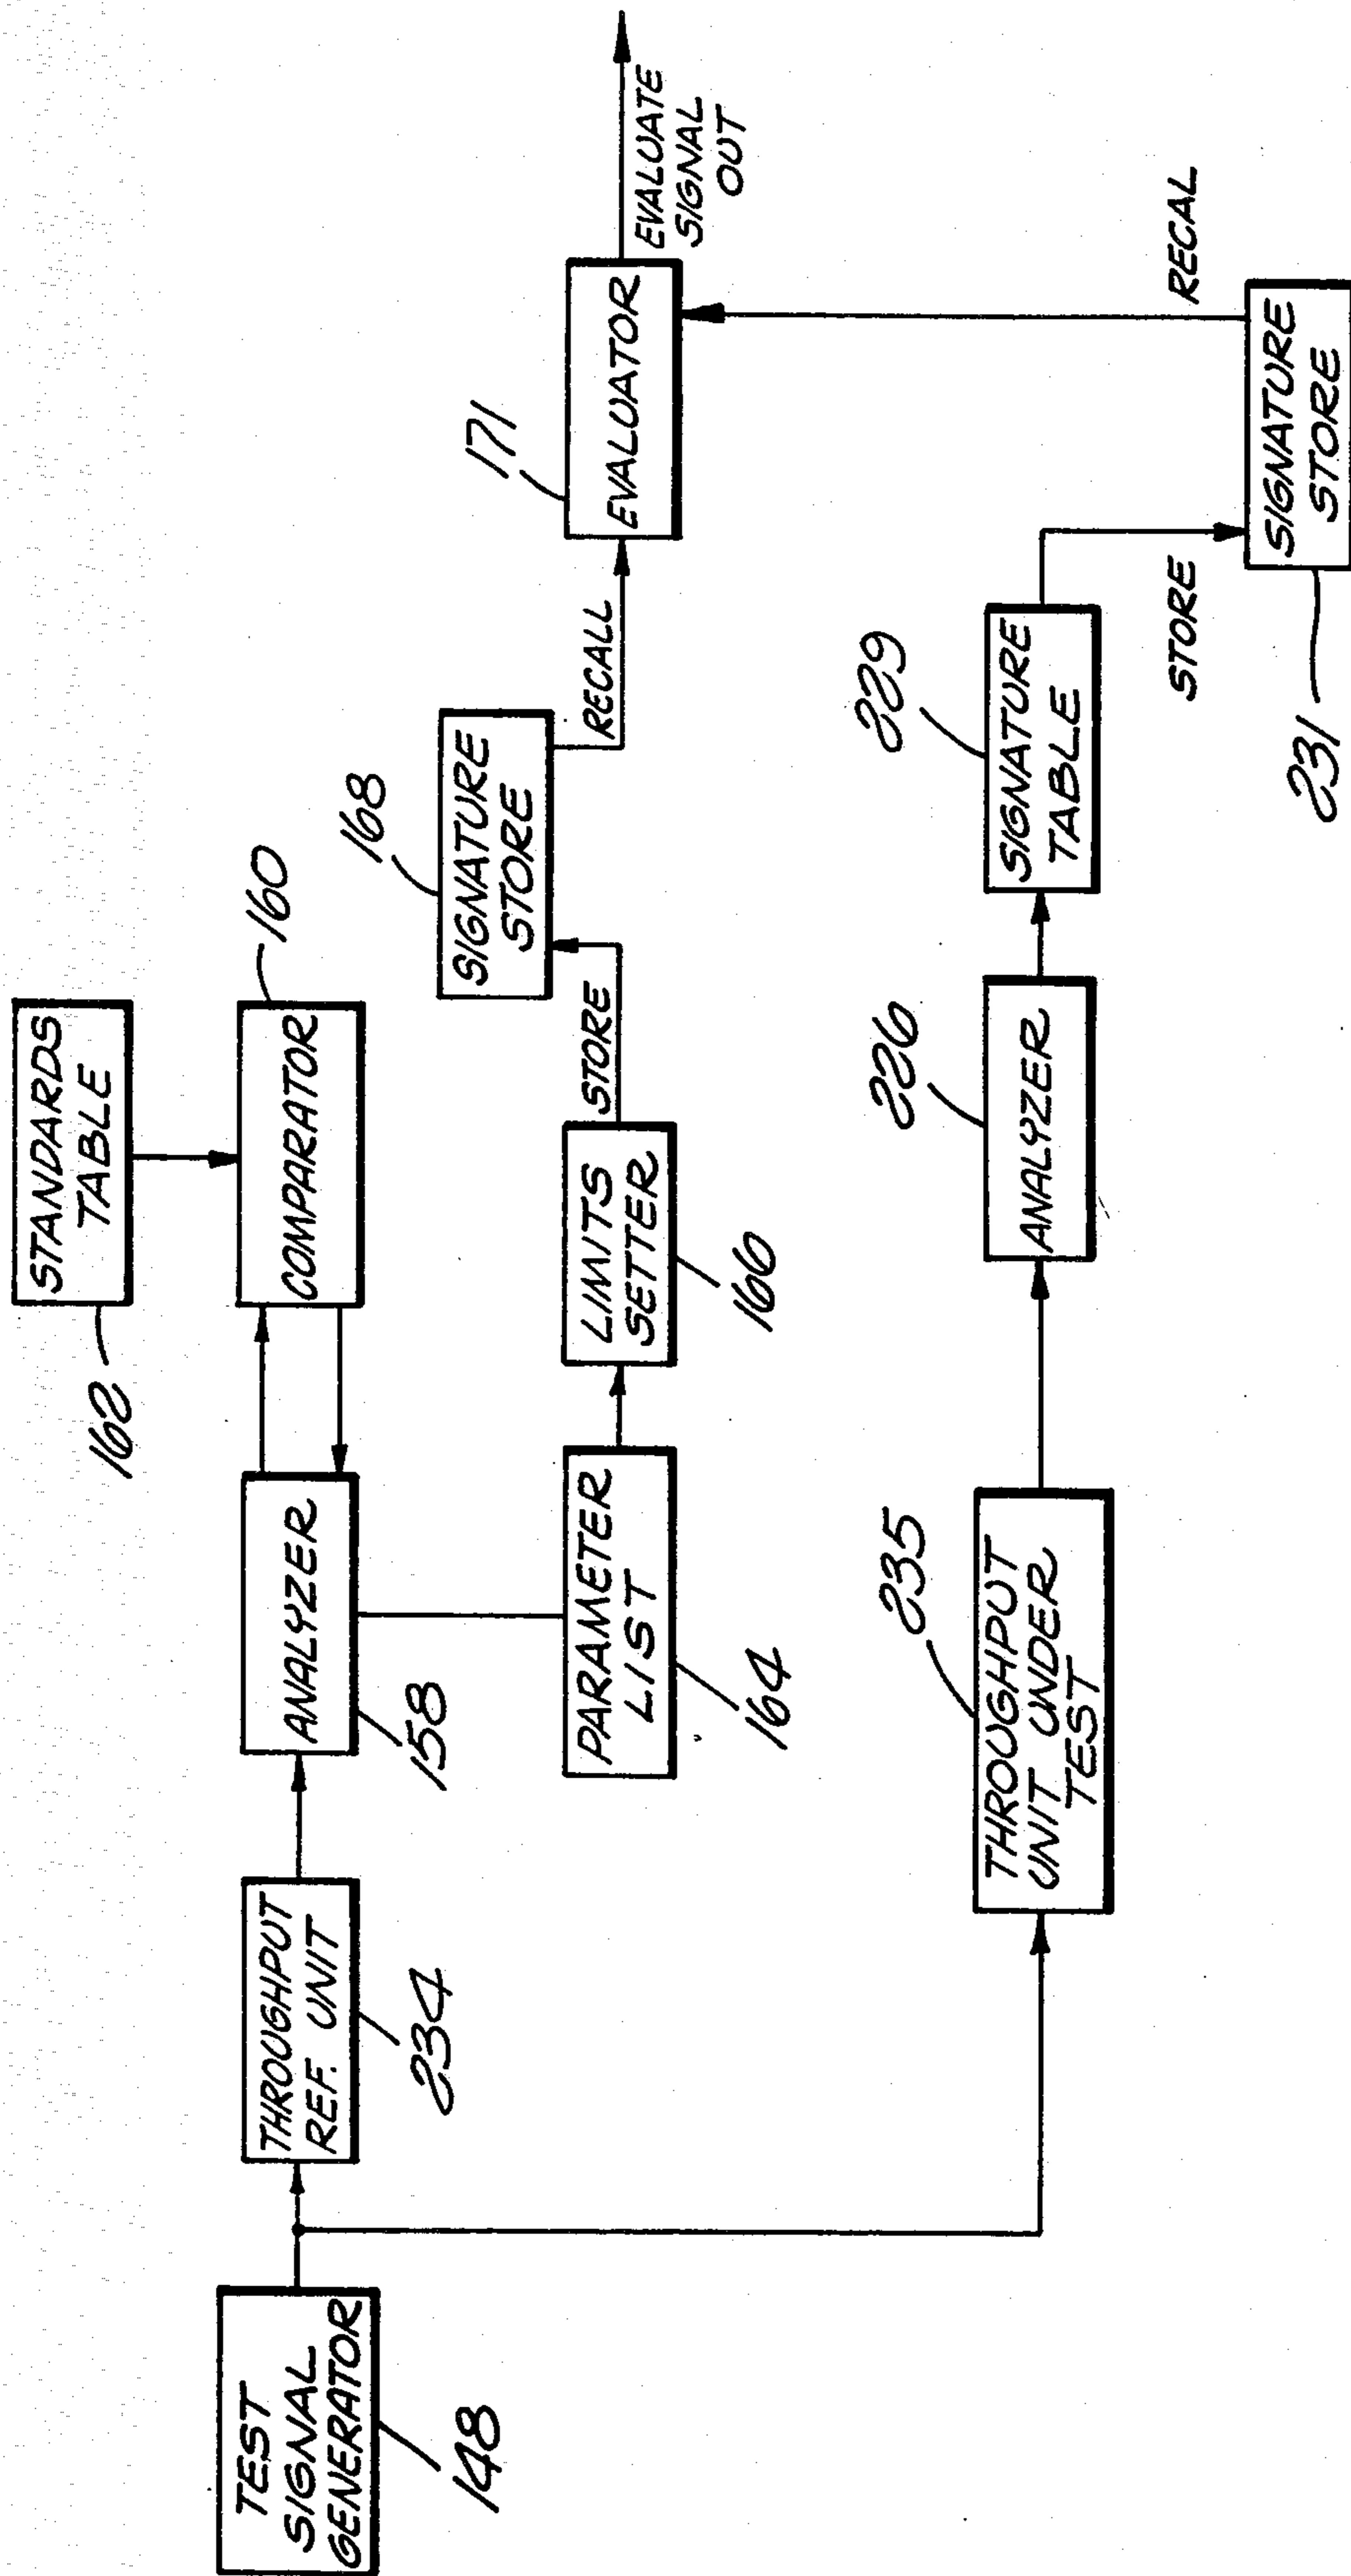 STANDARDS
TABLE
162
COMPARATOR
160
ANALYZER
158
THROUGHPUT
REF. UNIT
234
TEST
SIGNAL
GENERATOR
148
PARAMETER
LIST
164
LIMITS
SETTER
166
STORE
SIGNATURE
STORE
168
RECALL
EVALUATOR
171
EVALUATE
SIGNAL
OUT
THROUGHPUT
UNIT UNDER
TEST
235
ANALYZER
226
SIGNATURE
TABLE
229
STORE
SIGNATURE
STORE
231
RECAL